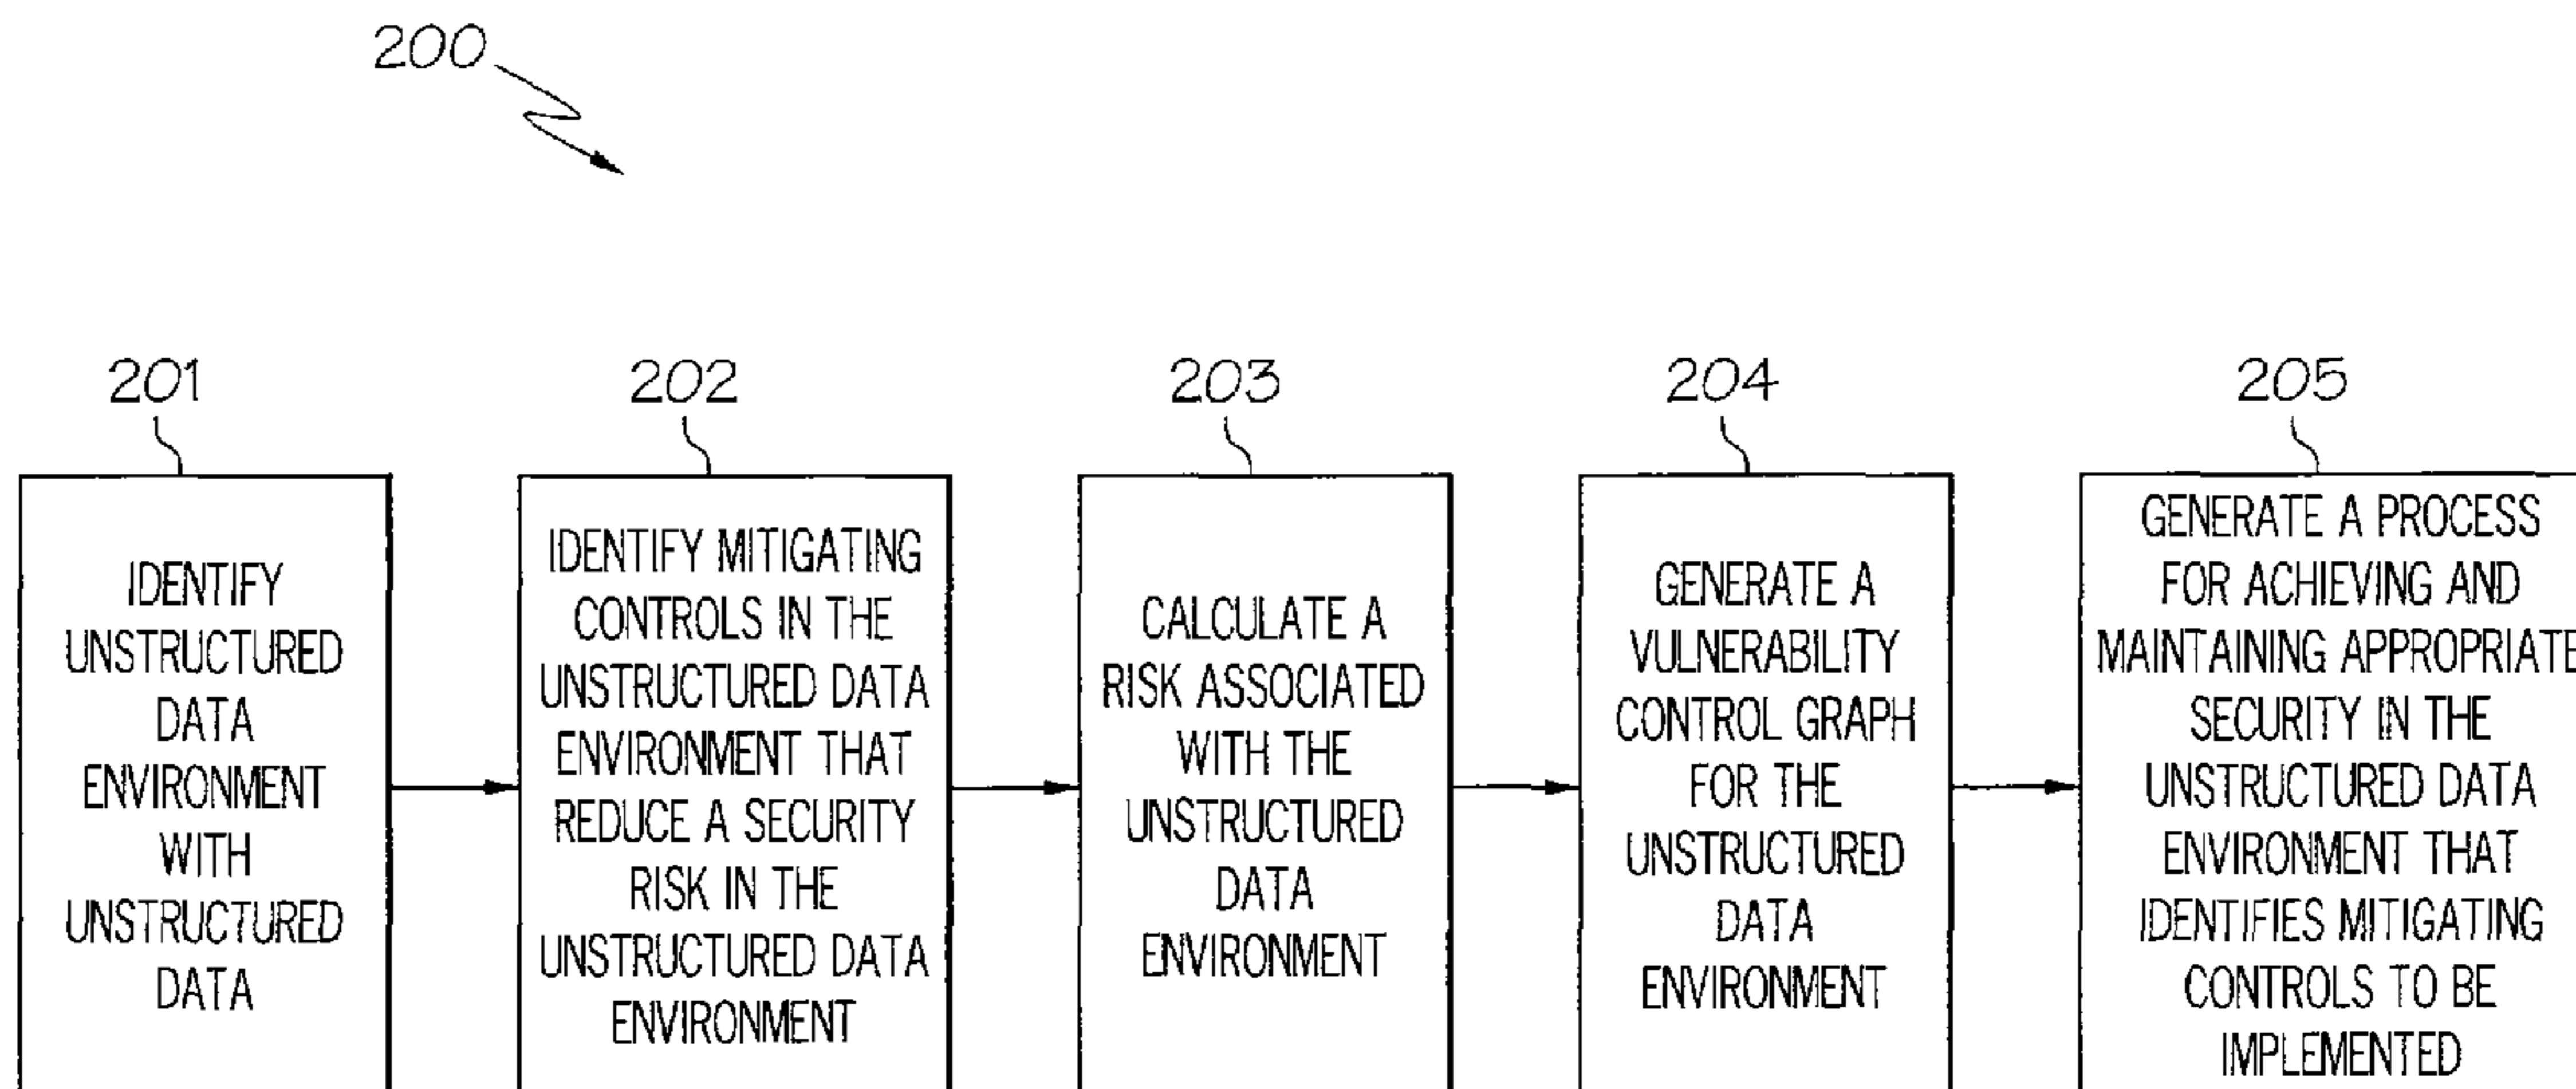 200
201
IDENTIFY
UNSTRUCTURED
DATA
ENVIRONMENT
WITH
UNSTRUCTURED
DATA
202
IDENTIFY MITIGATING
CONTROLS IN THE
UNSTRUCTURED DATA
ENVIRONMENT THAT
REDUCE A SECURITY
RISK IN THE
UNSTRUCTURED DATA
ENVIRONMENT
203
CALCULATE A
RISK ASSOCIATED
WITH THE
UNSTRUCTURED
DATA
ENVIRONMENT
204
GENERATE A
VULNERABILITY
CONTROL GRAPH
FOR THE
UNSTRUCTURED
DATA
ENVIRONMENT
205
GENERATE A PROCESS
FOR ACHIEVING AND
MAINTAINING APPROPRIATE
SECURITY IN THE
UNSTRUCTURED DATA
ENVIRONMENT THAT
IDENTIFIES MITIGATING
CONTROLS TO BE
IMPLEMENTED